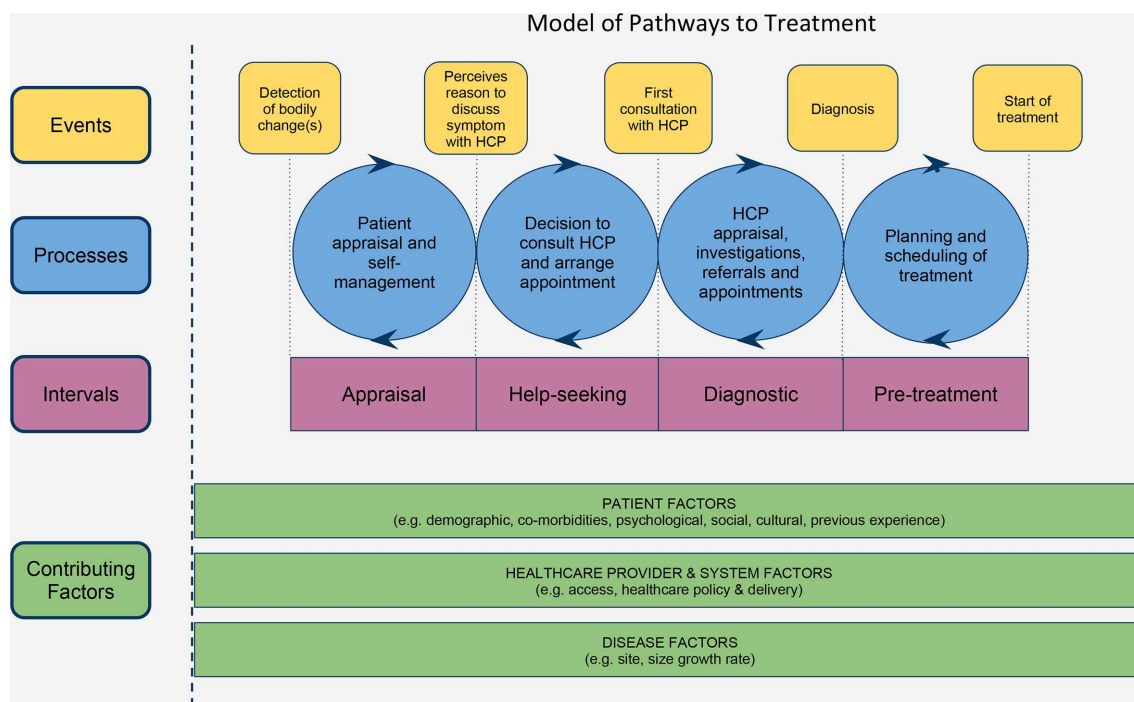 Model of Pathways to Treatment
Events
Detection
of bodily
change(s)
Perceives
reason to
discuss
symptom
with HCP
First
consultation
with HCP
Diagnosis
Start of
treatment
Processes
Patient
appraisal and
self-
management
Decision to
consult HCP
and arrange
appointment
HCP
appraisal,
investigations,
referrals and
appointments
Planning and
scheduling of
treatment
Intervals
Appraisal
Help-seeking
Diagnostic
Pre-treatment
Contributing
Factors
PATIENT FACTORS
(e.g. demographic, co-morbidities, psychological, social, cultural, previous experience)
HEALTHCARE PROVIDER & SYSTEM FACTORS
(e.g. access, healthcare policy & delivery)
DISEASE FACTORS
(e.g. site, size growth rate)